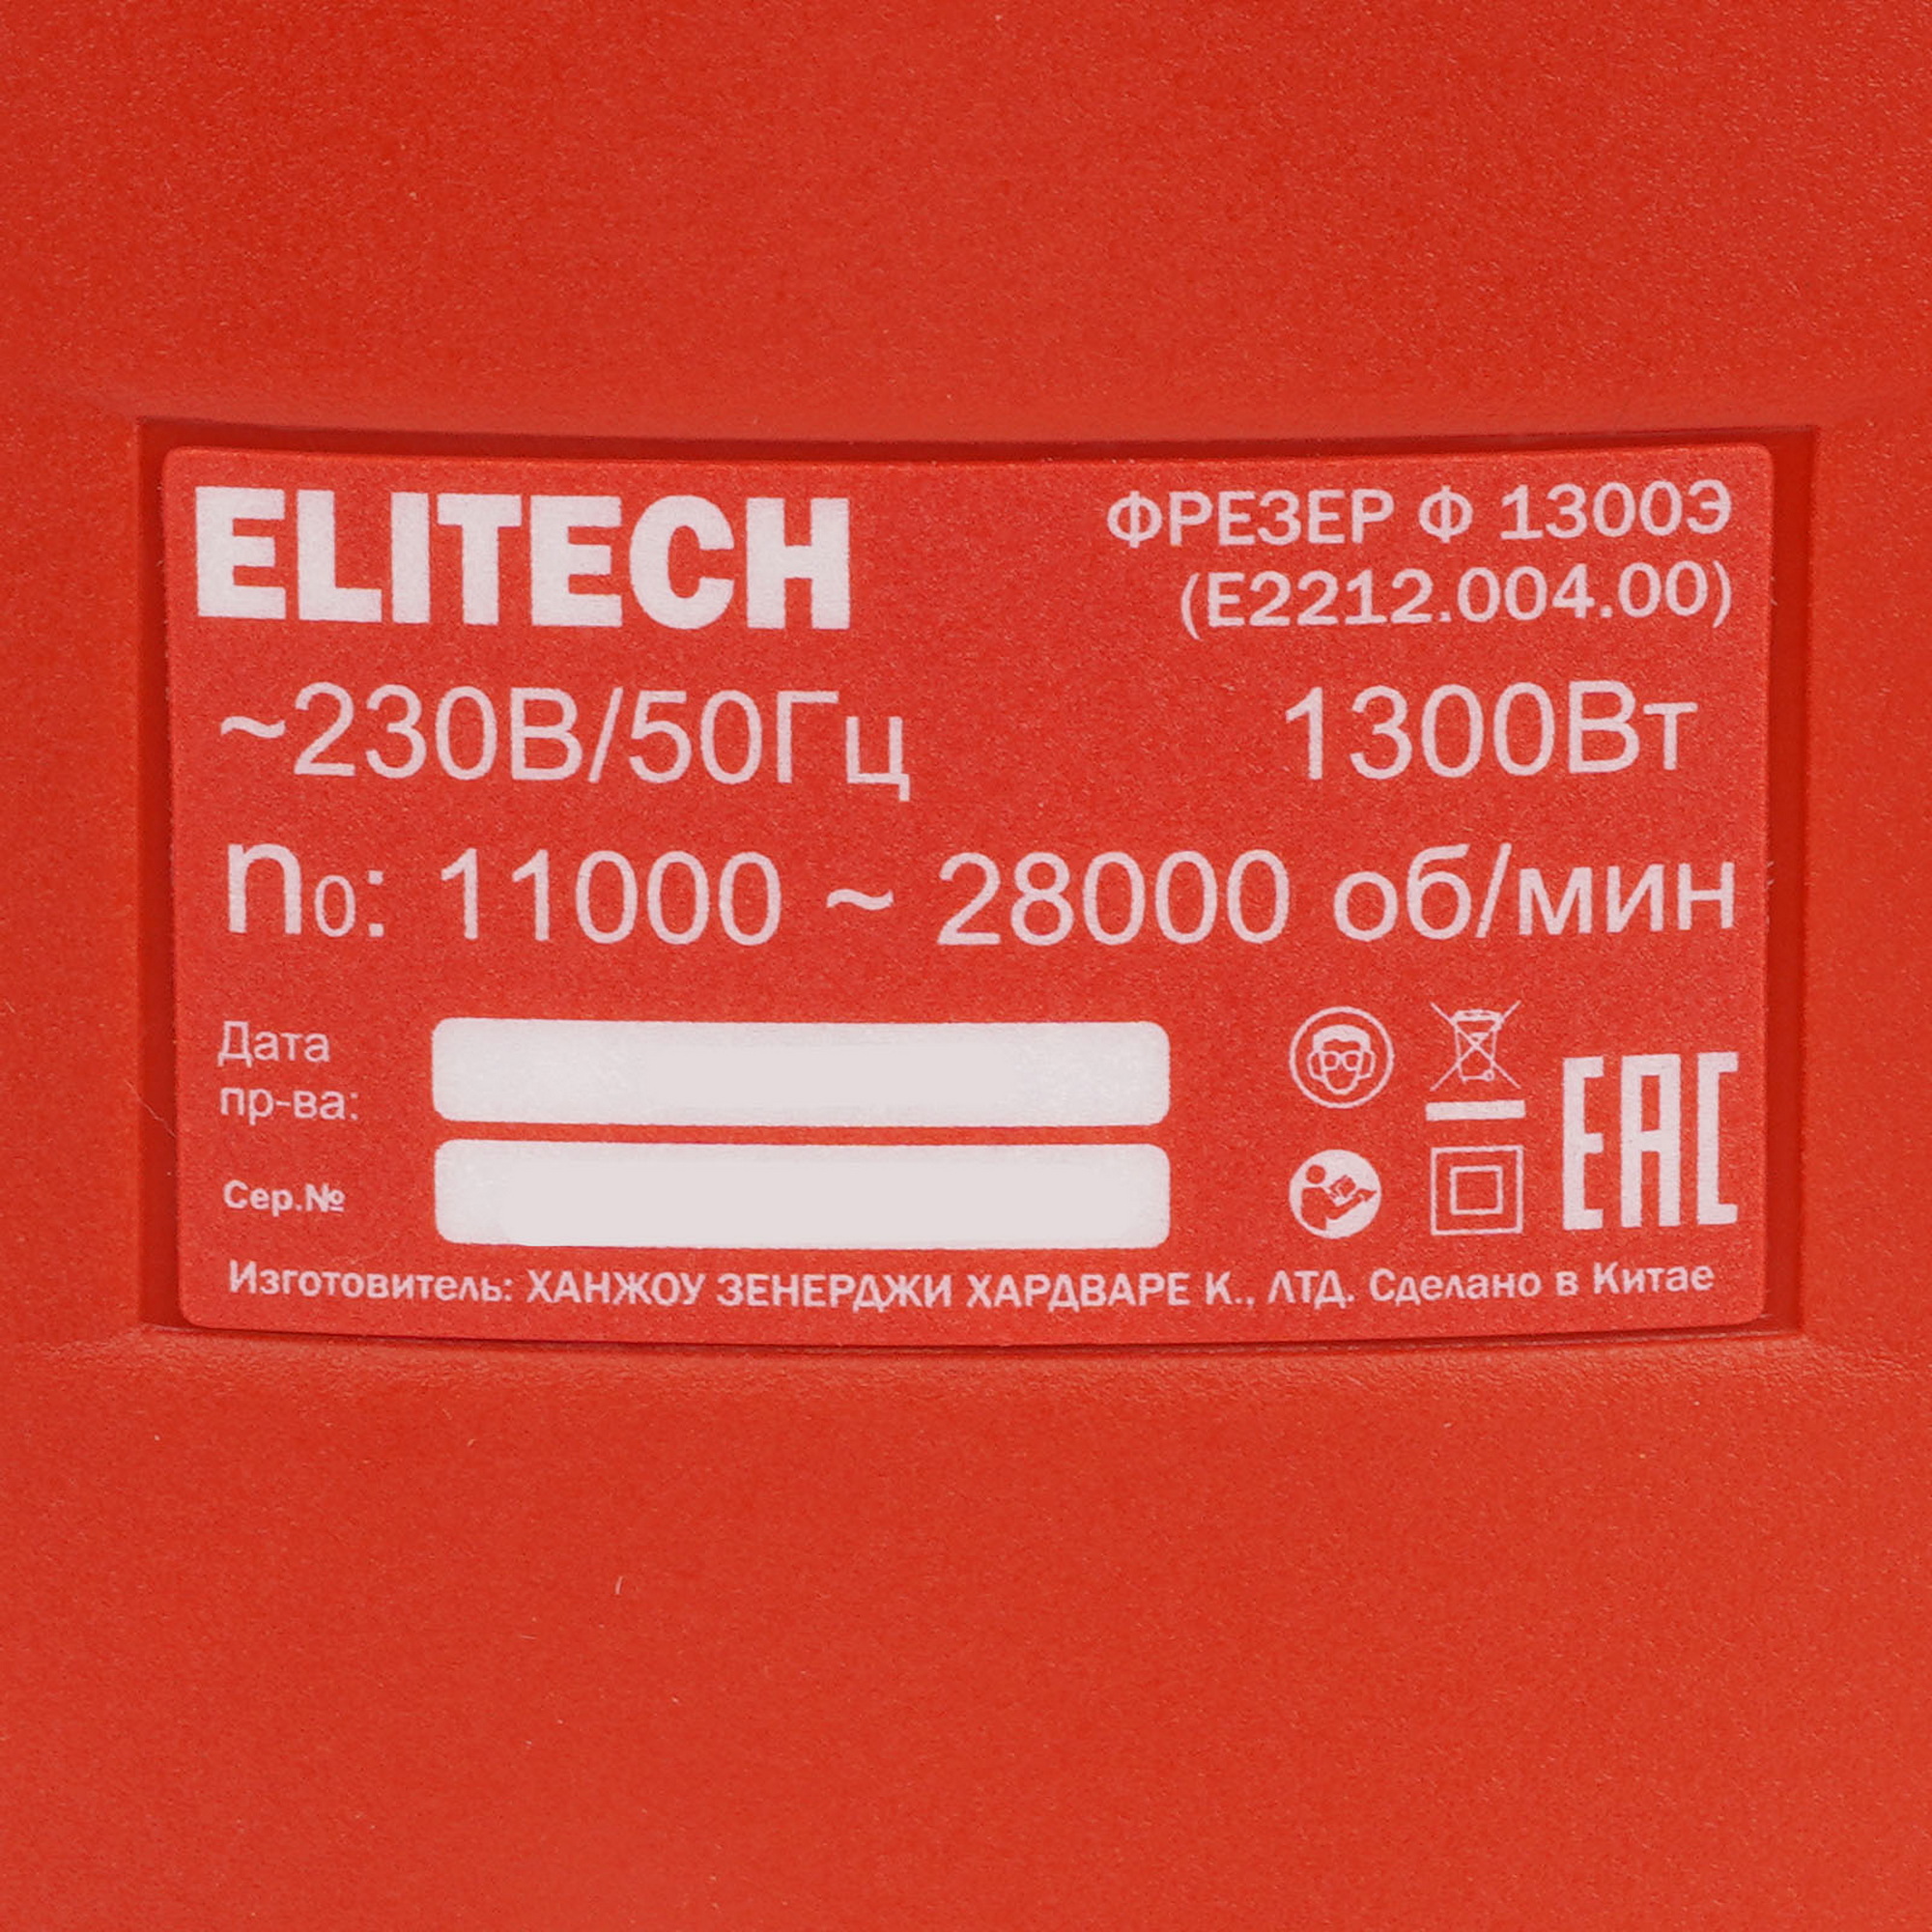 ELITECH
ФРЕЗЕР Ф 1300Э
(E2212.004.00)
~230В/50Гц 1300Вт
n0: 11000 ~ 28000 об/мин
Дата
пр-ва:
Сер.№
EAC
Изготовитель: ХАНЖОУ ЗЕНЕРДЖИ ХАРДВАРЕ К., ЛТД. Сделано в Китае